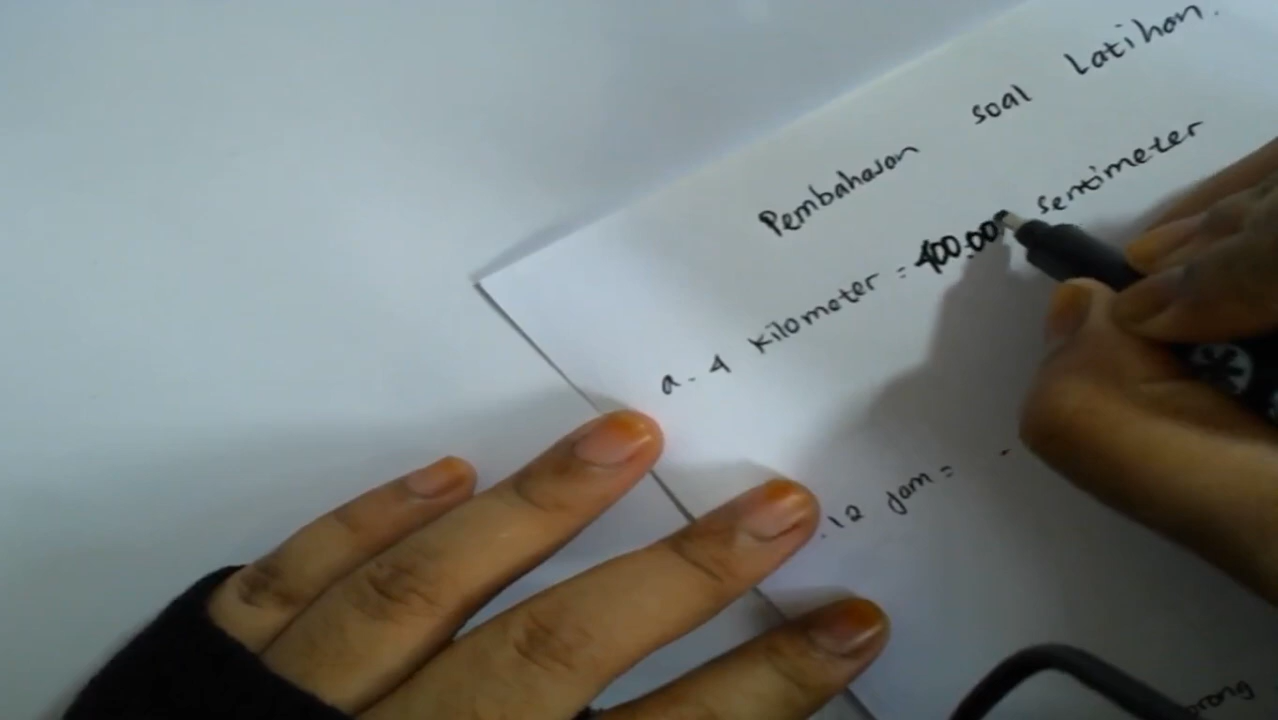 Pembahasan soal Latihan.
a. 4 kilometer = 400.00 sentimeter
. 12 jam = -